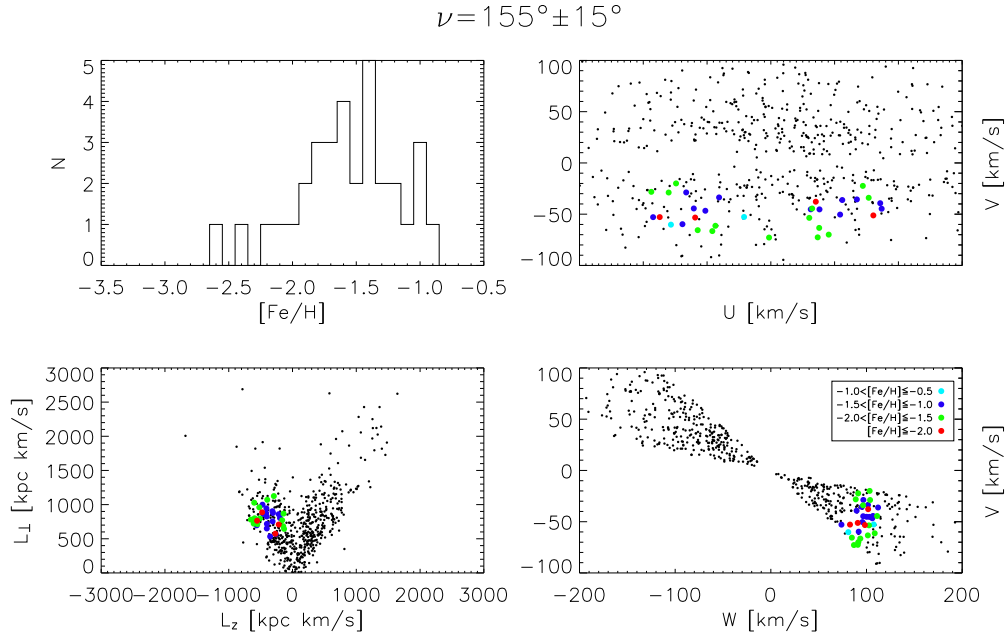 ν=155°±15°
5
4
3
2
1
0
N
−3.5 −3.0 −2.5 −2.0 −1.5 −1.0 −0.5
[Fe/H]
100
50
0
−50
−100
V [km/s]
U [km/s]
3000
2500
2000
1500
1000
500
0
L⊥ [kpc km/s]
−3000−2000−1000 0 1000 2000 3000
Lz [kpc km/s]
100
50
0
−50
−100
V [km/s]
−1.0<[Fe/H]≤−0.5
−1.5<[Fe/H]≤−1.0
−2.0<[Fe/H]≤−1.5
[Fe/H]≤−2.0
−200 −100 0 100 200
W [km/s]